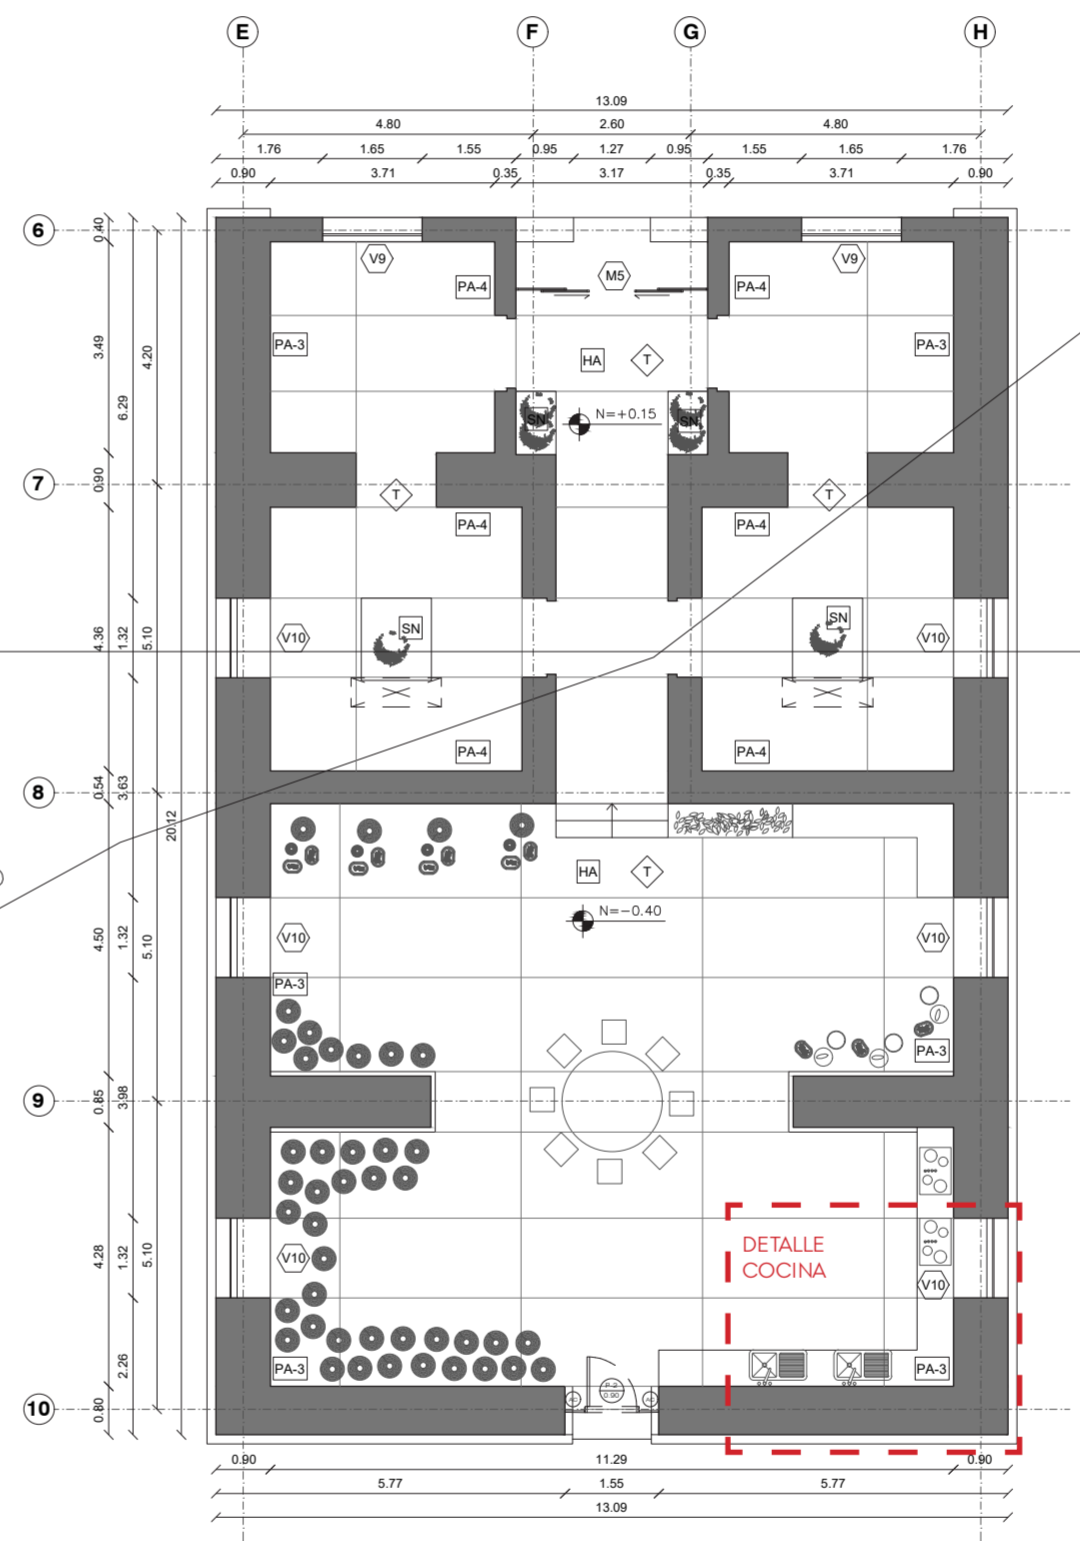 E F G H
13.09
4.80 2.60 4.80
1.76 1.65 1.55 0.95 1.27 0.95 1.55 1.65 1.76
0.90 3.71 0.35 3.17 0.35 3.71 0.90
6
0.40
V9 M5 V9
PA-4 PA-4
PA-3 HA T PA-3
3.49
4.20
6.29
SN N=+0.15 SN
7
0.90
T T
PA-4 PA-4
SN SN
V10 V10
4.36
1.32
5.10
PA-4 PA-4
8
0.54
3.63
20.12
HA T
N=-0.40
V10 V10
4.50
1.32
5.10
PA-3
PA-3
9
0.85
3.98
DETALLE
COCINA
V10 V10
4.28
1.32
5.10
2.26
PA-3 PA-3
P-2
0.90
AC AC
10
0.80
0.90 11.29 0.90
5.77 1.55 5.77
13.09